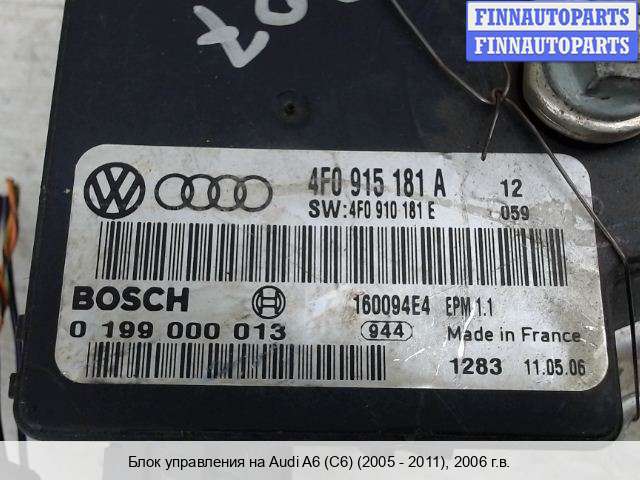 FINNAUTOPARTS
FINNAUTOPARTS
07
4F0 915 181 A 12
SW:4F0 910 181 E 059
BOSCH 160094E4 EPM 1.1
0 199 000 013 944 Made in France
1283 11.05.06
Блок управления на Audi A6 (C6) (2005 - 2011), 2006 г.в.